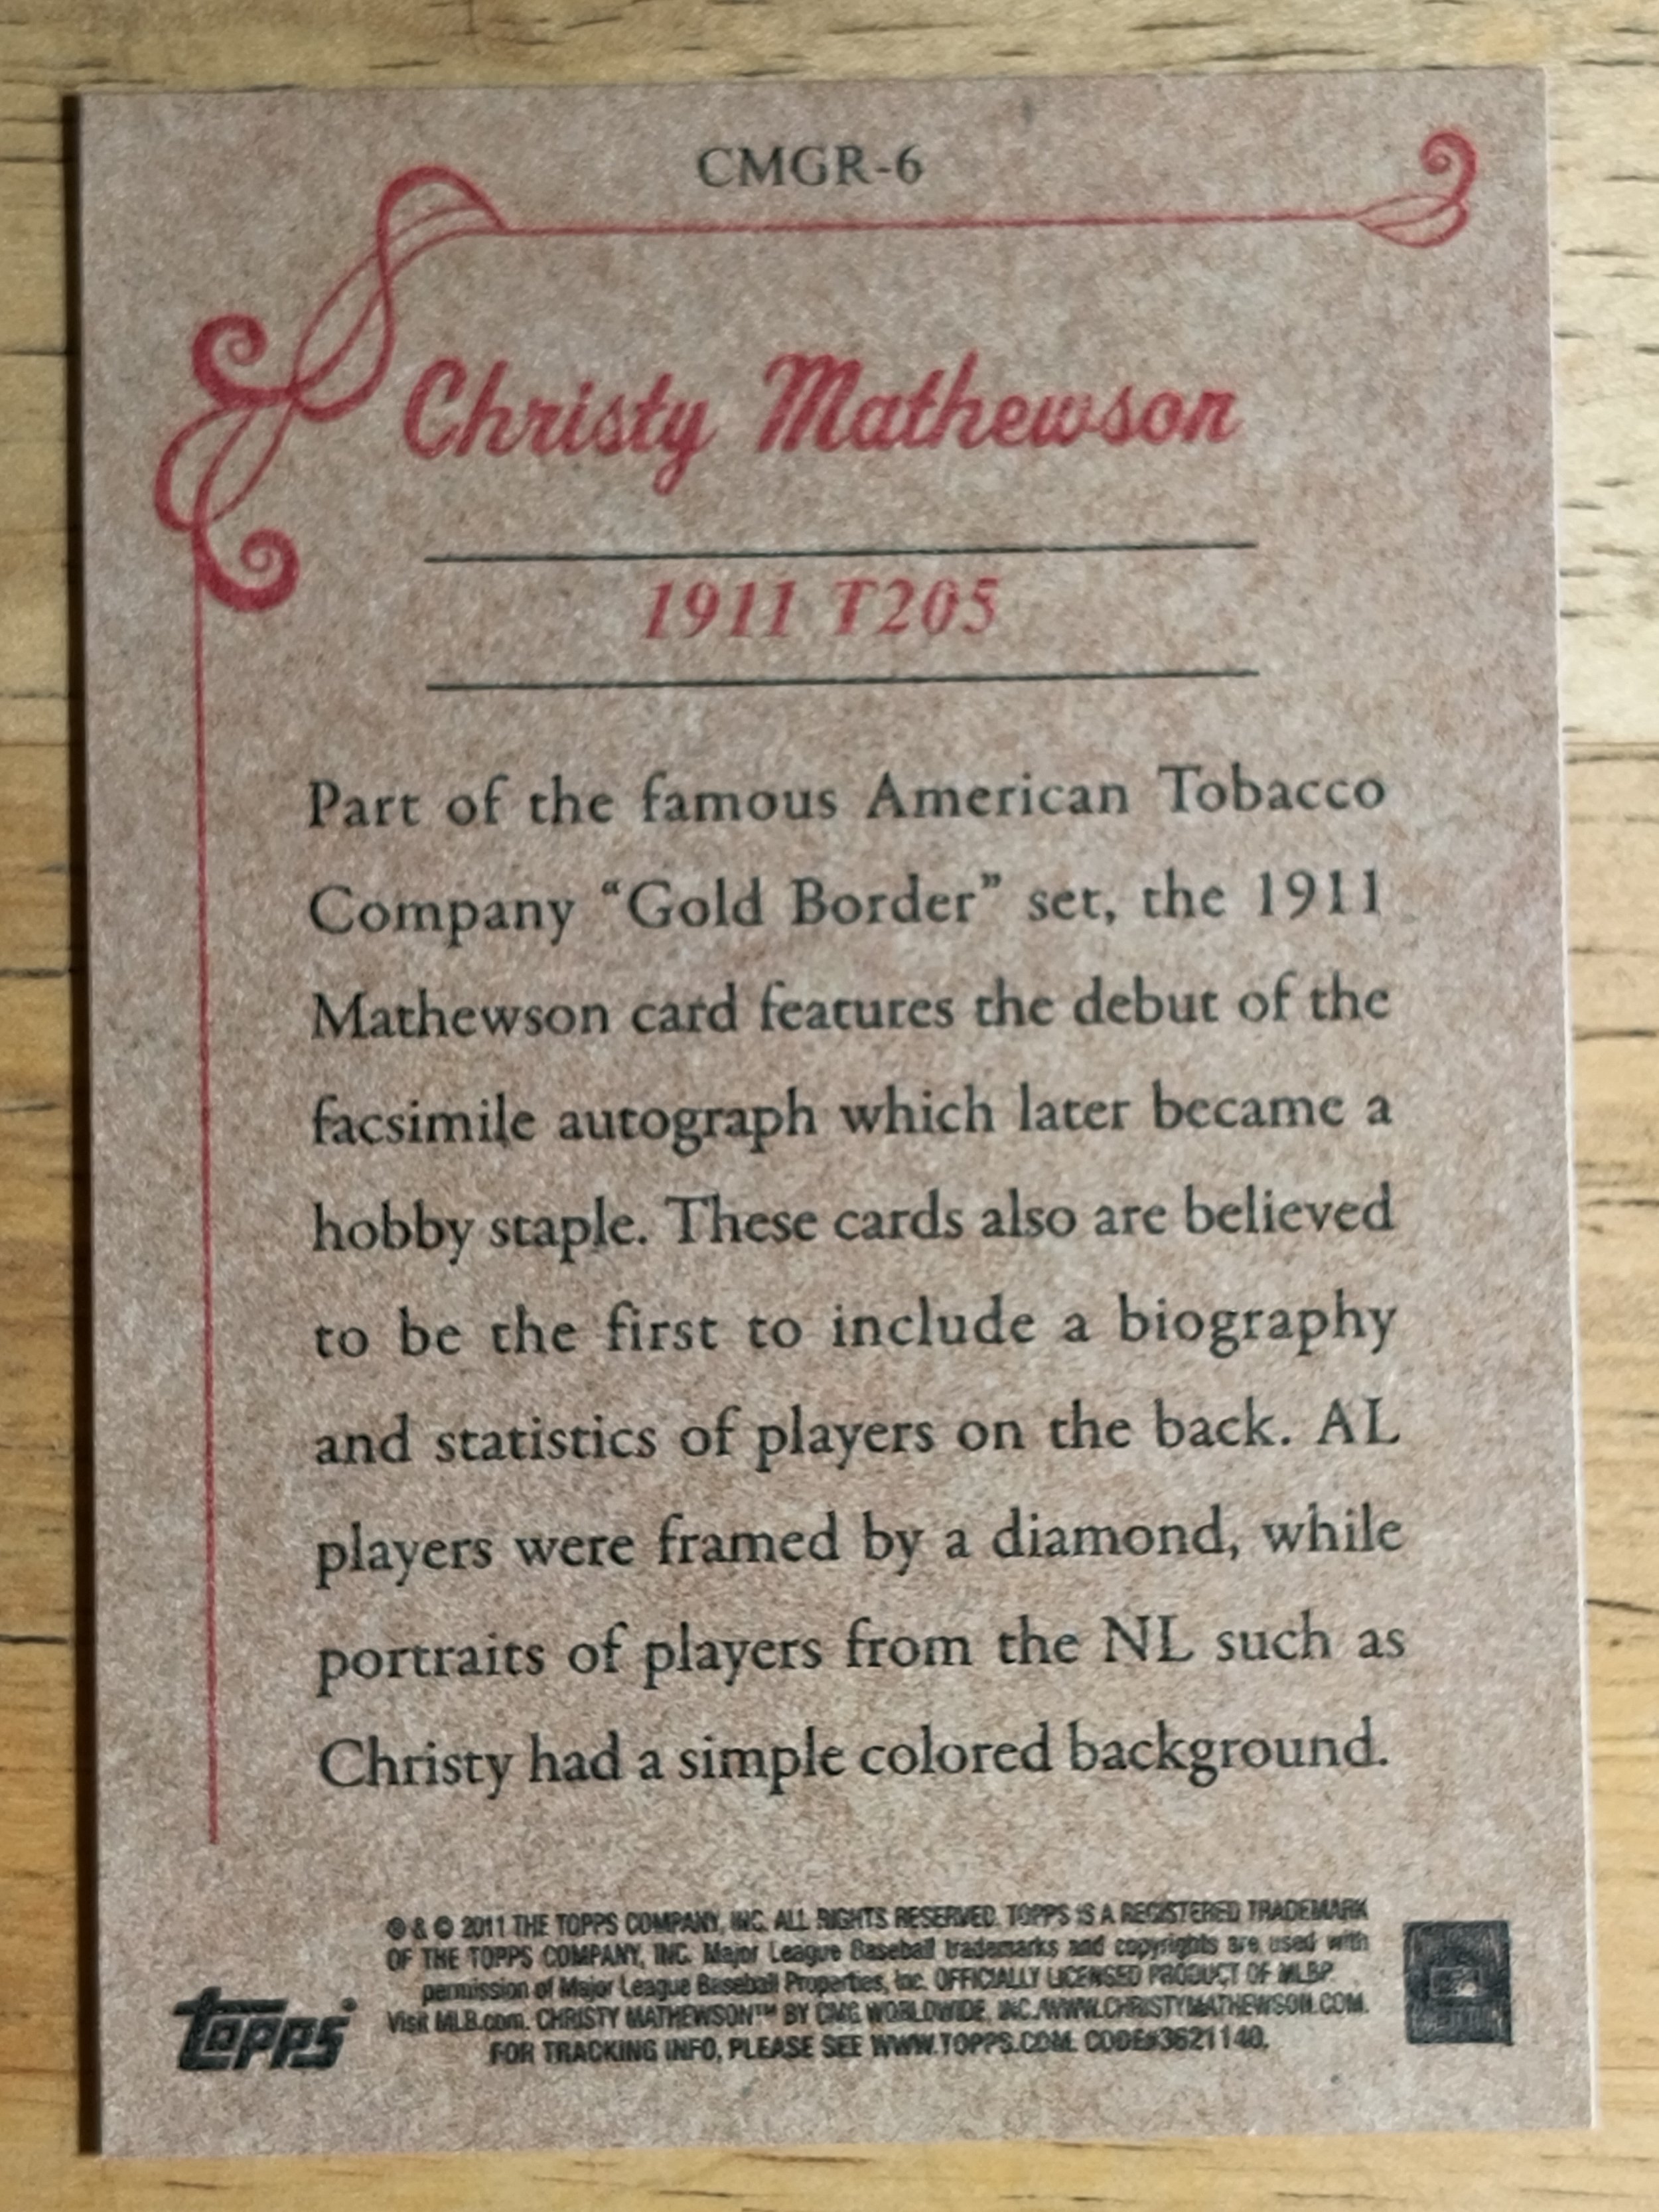 CMGR-6
Christy Mathewson
1911 T205
Part of the famous American Tobacco
Company “Gold Border” set, the 1911
Mathewson card features the debut of the
facsimile autograph which later became a
hobby staple. These cards also are believed
to be the first to include a biography
and statistics of players on the back. AL
players were framed by a diamond, while
portraits of players from the NL such as
Christy had a simple colored background.
® & © 2011 THE TOPPS COMPANY, INC. ALL RIGHTS RESERVED. TOPPS IS A REGISTERED TRADEMARK
OF THE TOPPS COMPANY, INC. Major League Baseball trademarks and copyrights are used with
permission of Major League Baseball Properties, Inc. OFFICIALLY LICENSED PRODUCT OF MLBP.
Visit MLB.com. CHRISTY MATHEWSON™ BY CMG WORLDWIDE, INC./WWW.CHRISTYMATHEWSON.COM.
FOR TRACKING INFO, PLEASE SEE WWW.TOPPS.COM. CODE#3621140.
topps®